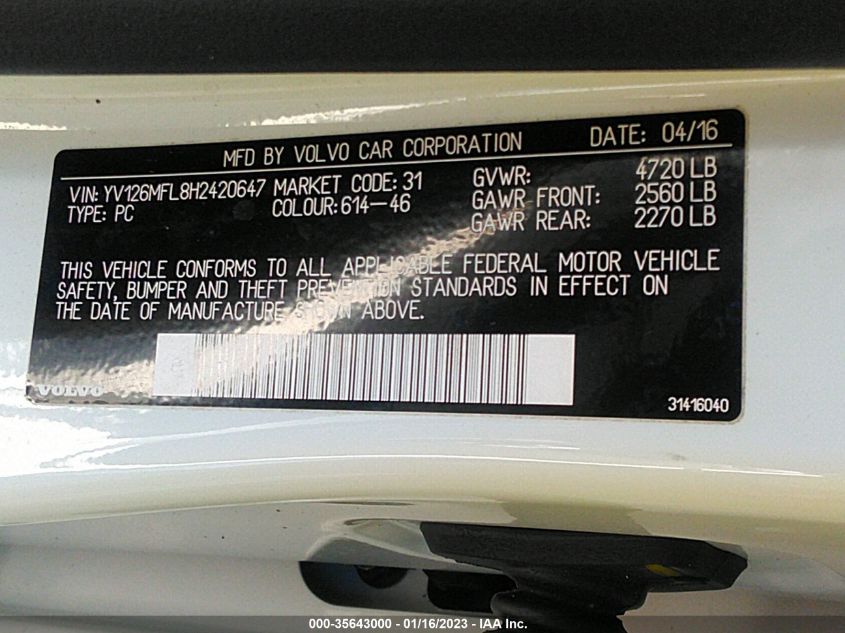 MFD BY VOLVO CAR CORPORATION DATE: 04/16
VIN: YV126MFL8H2420647 MARKET CODE: 31 GVWR: 4720 LB
TYPE: PC COLOUR: 614-46 GAWR FRONT: 2560 LB
GAWR REAR: 2270 LB
THIS VEHICLE CONFORMS TO ALL APPLICABLE FEDERAL MOTOR VEHICLE
SAFETY, BUMPER AND THEFT PREVENTION STANDARDS IN EFFECT ON
THE DATE OF MANUFACTURE SHOWN ABOVE.
VOLVO
31416040
000-35643000 - 01/16/2023 - IAA Inc.